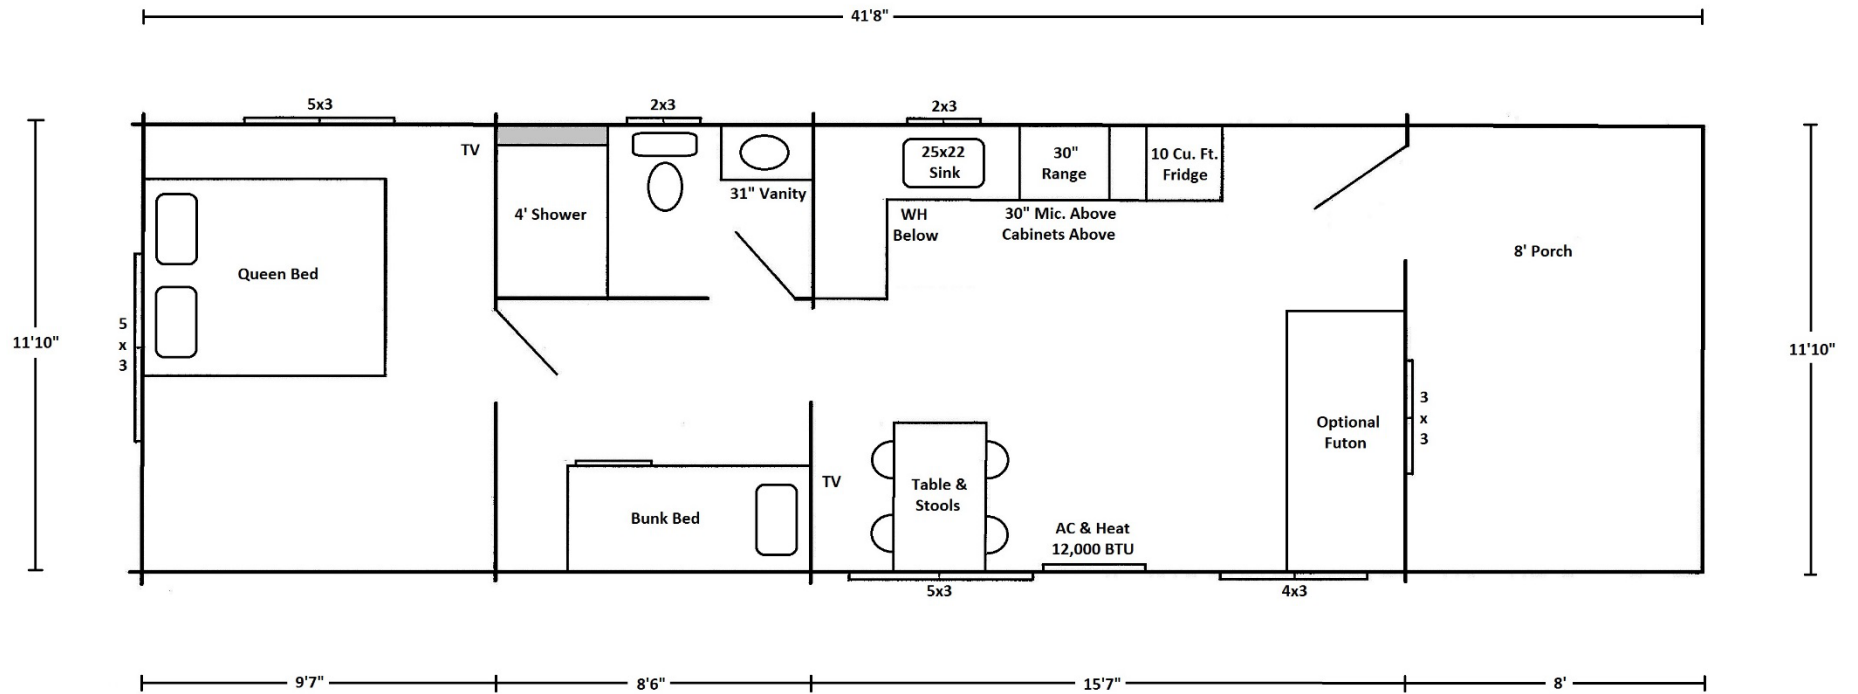 41'8"
5x3
2x3
2x3
TV
25x22
Sink
30"
Range
10 Cu. Ft.
Fridge
31" Vanity
4' Shower
WH
Below
30" Mic. Above
Cabinets Above
8' Porch
Queen Bed
5
x
3
11'10"
11'10"
3
x
3
Optional
Futon
TV
Table &
Stools
Bunk Bed
AC & Heat
12,000 BTU
5x3
4x3
9'7"
8'6"
15'7"
8'